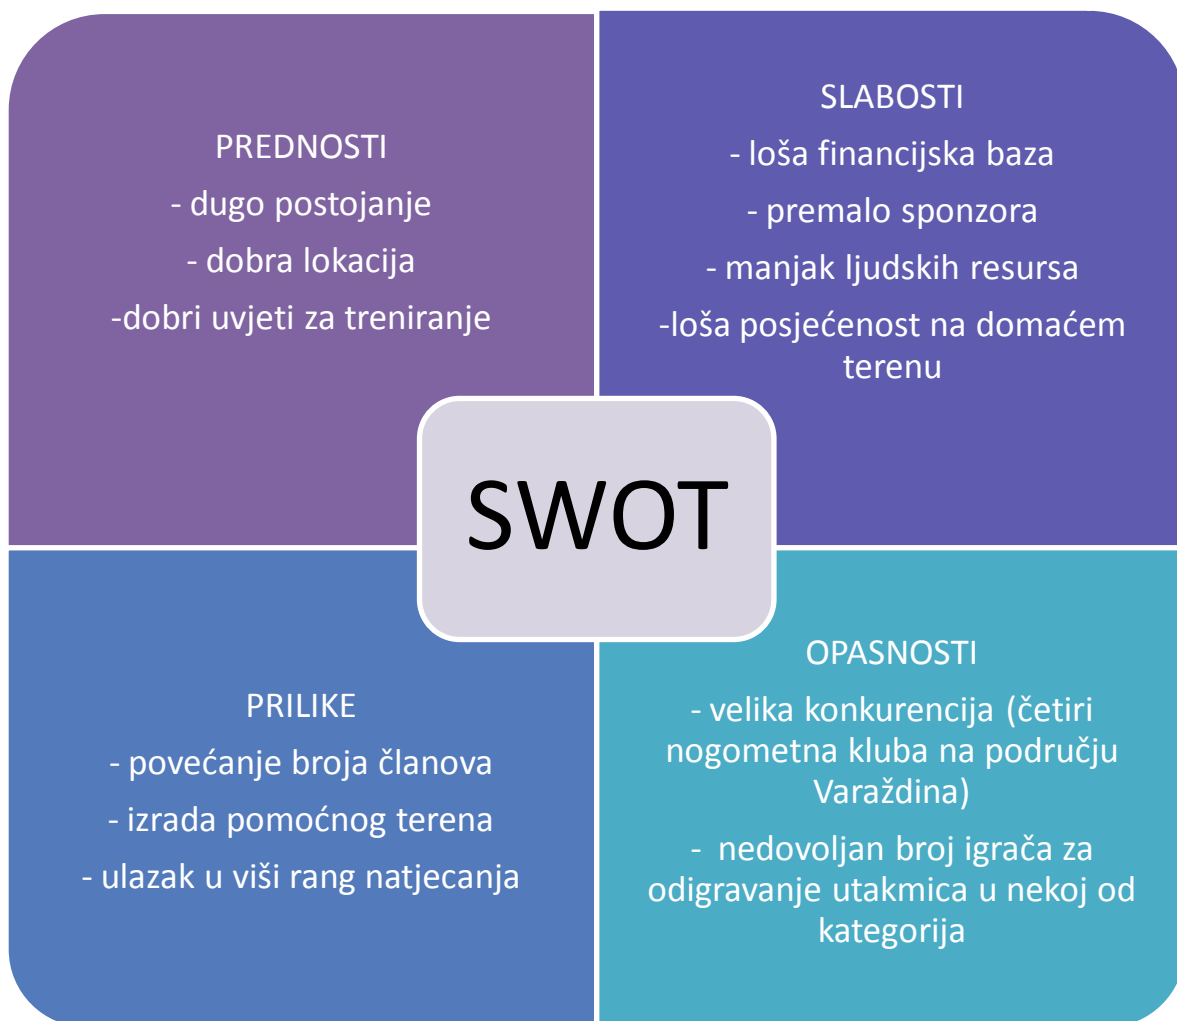 PREDNOSTI
- dugo postojanje
- dobra lokacija
-dobri uvjeti za treniranje
SLABOSTI
- loša financijska baza
- premalo sponzora
- manjak ljudskih resursa
-loša posjećenost na domaćem
terenu
SWOT
PRILIKE
- povećanje broja članova
- izrada pomoćnog terena
- ulazak u viši rang natjecanja
OPASNOSTI
- velika konkurencija (četiri
nogometna kluba na području
Varaždina)
- nedovoljan broj igrača za
odigravanje utakmica u nekoj od
kategorija